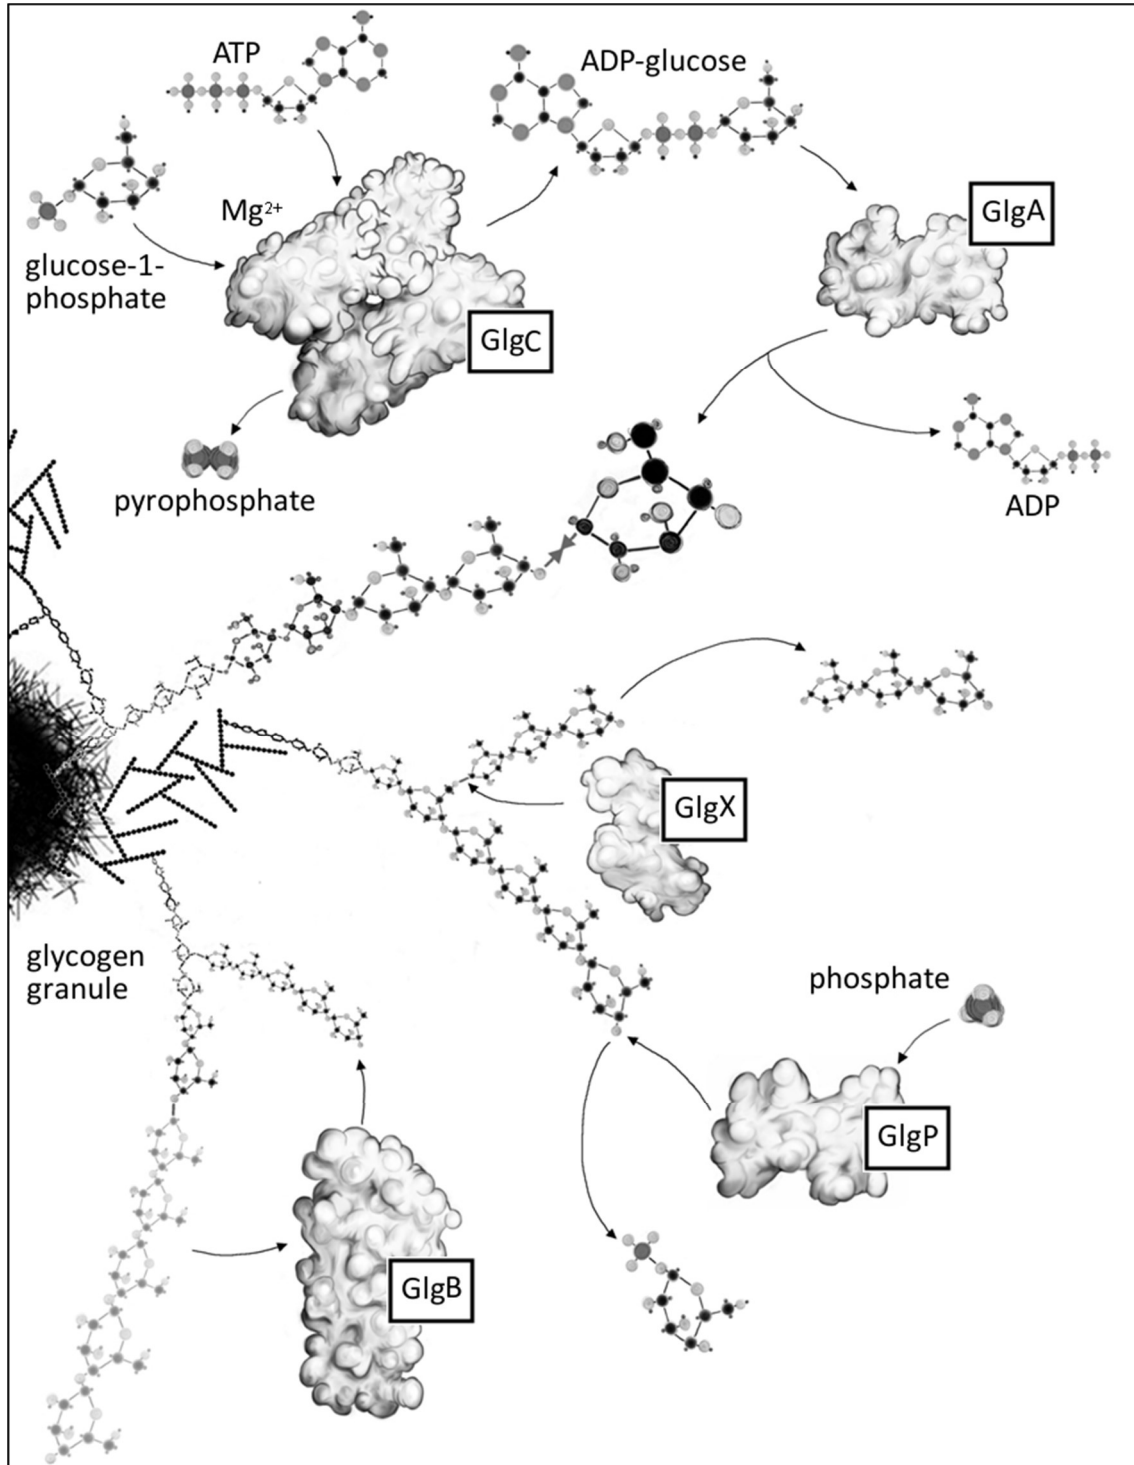 ATP
ADP-glucose
Mg2+
GlgA
glucose-1-
phosphate
GlgC
pyrophosphate
ADP
GlgX
glycogen
granule
phosphate
GlgP
GlgB